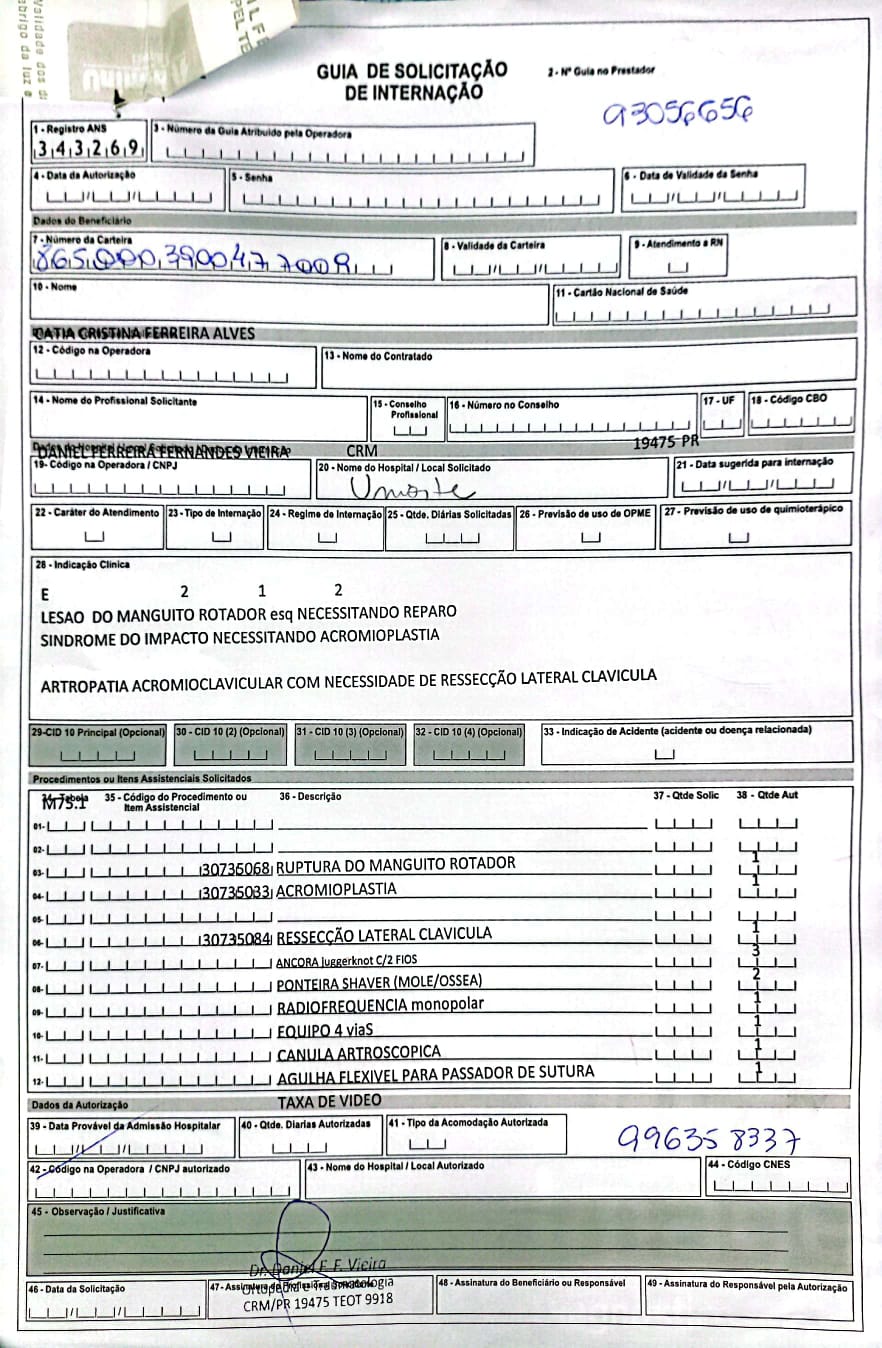 GUIA DE SOLICITAÇÃO
DE INTERNAÇÃO
2 - Nº Guia no Prestador
93056656
1 - Registro ANS
343269
3 - Número da Guia Atribuído pela Operadora
4 - Data da Autorização
5 - Senha
6 - Data de Validade da Senha
Dados do Beneficiário
7 - Número da Carteira
8 - Validade da Carteira
9 - Atendimento a RN
10 - Nome
11 - Cartão Nacional de Saúde
CATIA CRISTINA FERREIRA ALVES
12 - Código na Operadora
13 - Nome do Contratado
14 - Nome do Profissional Solicitante
15 - Conselho Profissional
16 - Número no Conselho
17 - UF
18 - Código CBO
DANIEL FERREIRA FERNANDES VIEIRA CRM 19475 PR
19- Código na Operadora / CNPJ
20 - Nome do Hospital / Local Solicitado
21 - Data sugerida para internação
22 - Caráter do Atendimento
23 - Tipo de Internação
24 - Regime de Internação
25 - Qtde. Diárias Solicitadas
26 - Previsão de uso de OPME
27 - Previsão de uso de quimioterápico
28 - Indicação Clínica
E 2 1 2
LESAO DO MANGUITO ROTADOR esq NECESSITANDO REPARO
SINDROME DO IMPACTO NECESSITANDO ACROMIOPLASTIA
ARTROPATIA ACROMIOCLAVICULAR COM NECESSIDADE DE RESSECÇÃO LATERAL CLAVICULA
29-CID 10 Principal (Opcional)
30 - CID 10 (2) (Opcional)
31 - CID 10 (3) (Opcional)
32 - CID 10 (4) (Opcional)
33 - Indicação de Acidente (acidente ou doença relacionada)
Procedimentos ou Itens Assistenciais Solicitados
34 - Tabela
M75.1
35 - Código do Procedimento ou Item Assistencial
36 - Descrição
37 - Qtde Solic
38 - Qtde Aut
01-
02-
03- 30735068 RUPTURA DO MANGUITO ROTADOR 1
04- 30735033 ACROMIOPLASTIA 1
05-
06- 30735084 RESSECÇÃO LATERAL CLAVICULA 1
07- ANCORA juggerknot C/2 FIOS 3
08- PONTEIRA SHAVER (MOLE/OSSEA) 2
09- RADIOFREQUENCIA monopolar 1
10- EQUIPO 4 viaS 1
11- CANULA ARTROSCOPICA 1
12- AGULHA FLEXIVEL PARA PASSADOR DE SUTURA 1
Dados da Autorização
TAXA DE VIDEO
39 - Data Provável da Admissão Hospitalar
40 - Qtde. Diarias Autorizadas
41 - Tipo da Acomodação Autorizada
996358337
42 - Código na Operadora / CNPJ autorizado
43 - Nome do Hospital / Local Autorizado
44 - Código CNES
45 - Observação / Justificativa
Dr. Daniel F. F. Vieira
Ortopedia e Traumatologia
CRM/PR 19475 TEOT 9918
46 - Data da Solicitação
47 - Assinatura do Profissional Solicitante
48 - Assinatura do Beneficiário ou Responsável
49 - Assinatura do Responsável pela Autorização